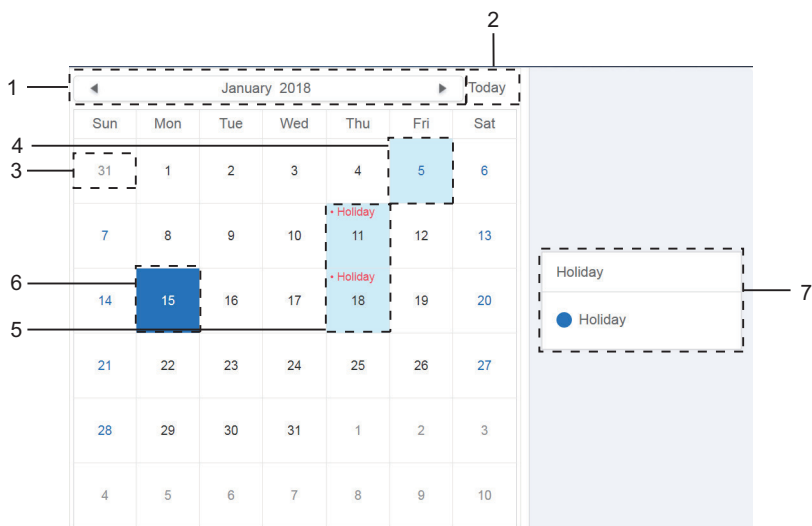 2
1
January 2018
Today
Sun Mon Tue Wed Thu Fri Sat
4
3
31 1 2 3 4 5 6
• Holiday
7 8 9 10 11 12 13
Holiday
6
• Holiday
14 15 16 17 18 19 20
7
Holiday
5
21 22 23 24 25 26 27
28 29 30 31 1 2 3
4 5 6 7 8 9 10